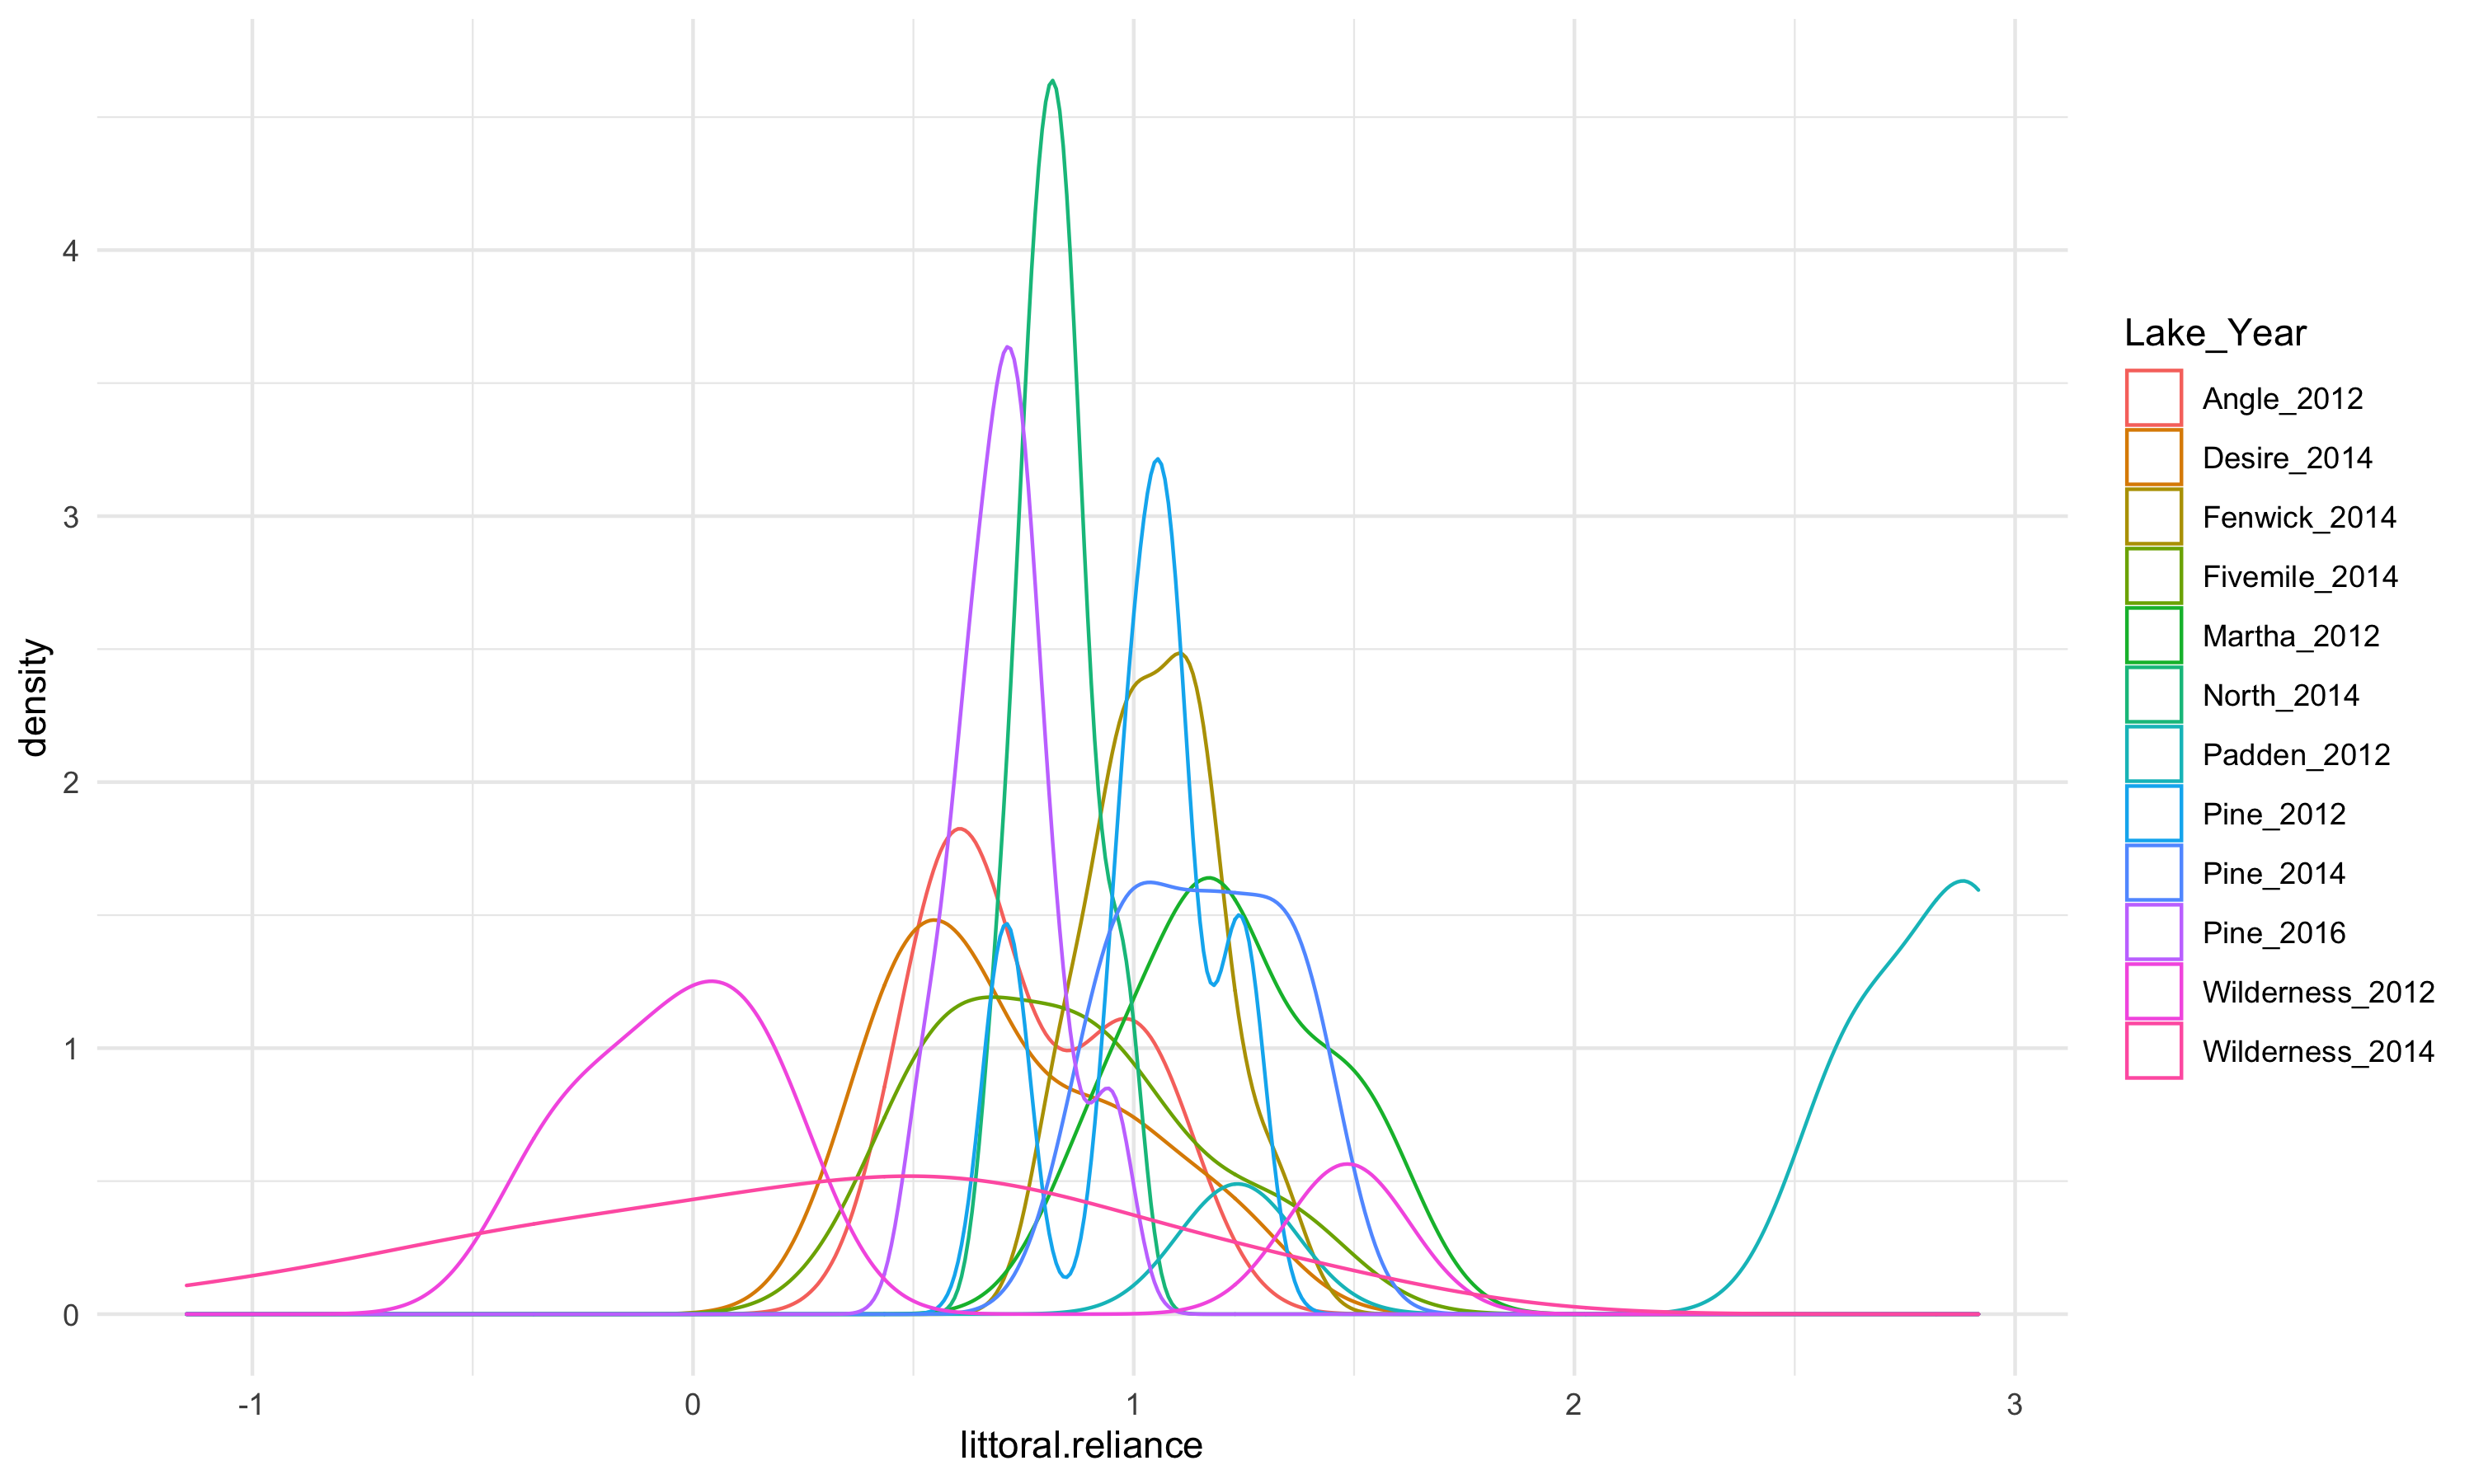 4
3
2
1
0
density
-1
0
1
2
3
littoral.reliance
Lake_Year
Angle_2012
Desire_2014
Fenwick_2014
Fivemile_2014
Martha_2012
North_2014
Padden_2012
Pine_2012
Pine_2014
Pine_2016
Wilderness_2012
Wilderness_2014